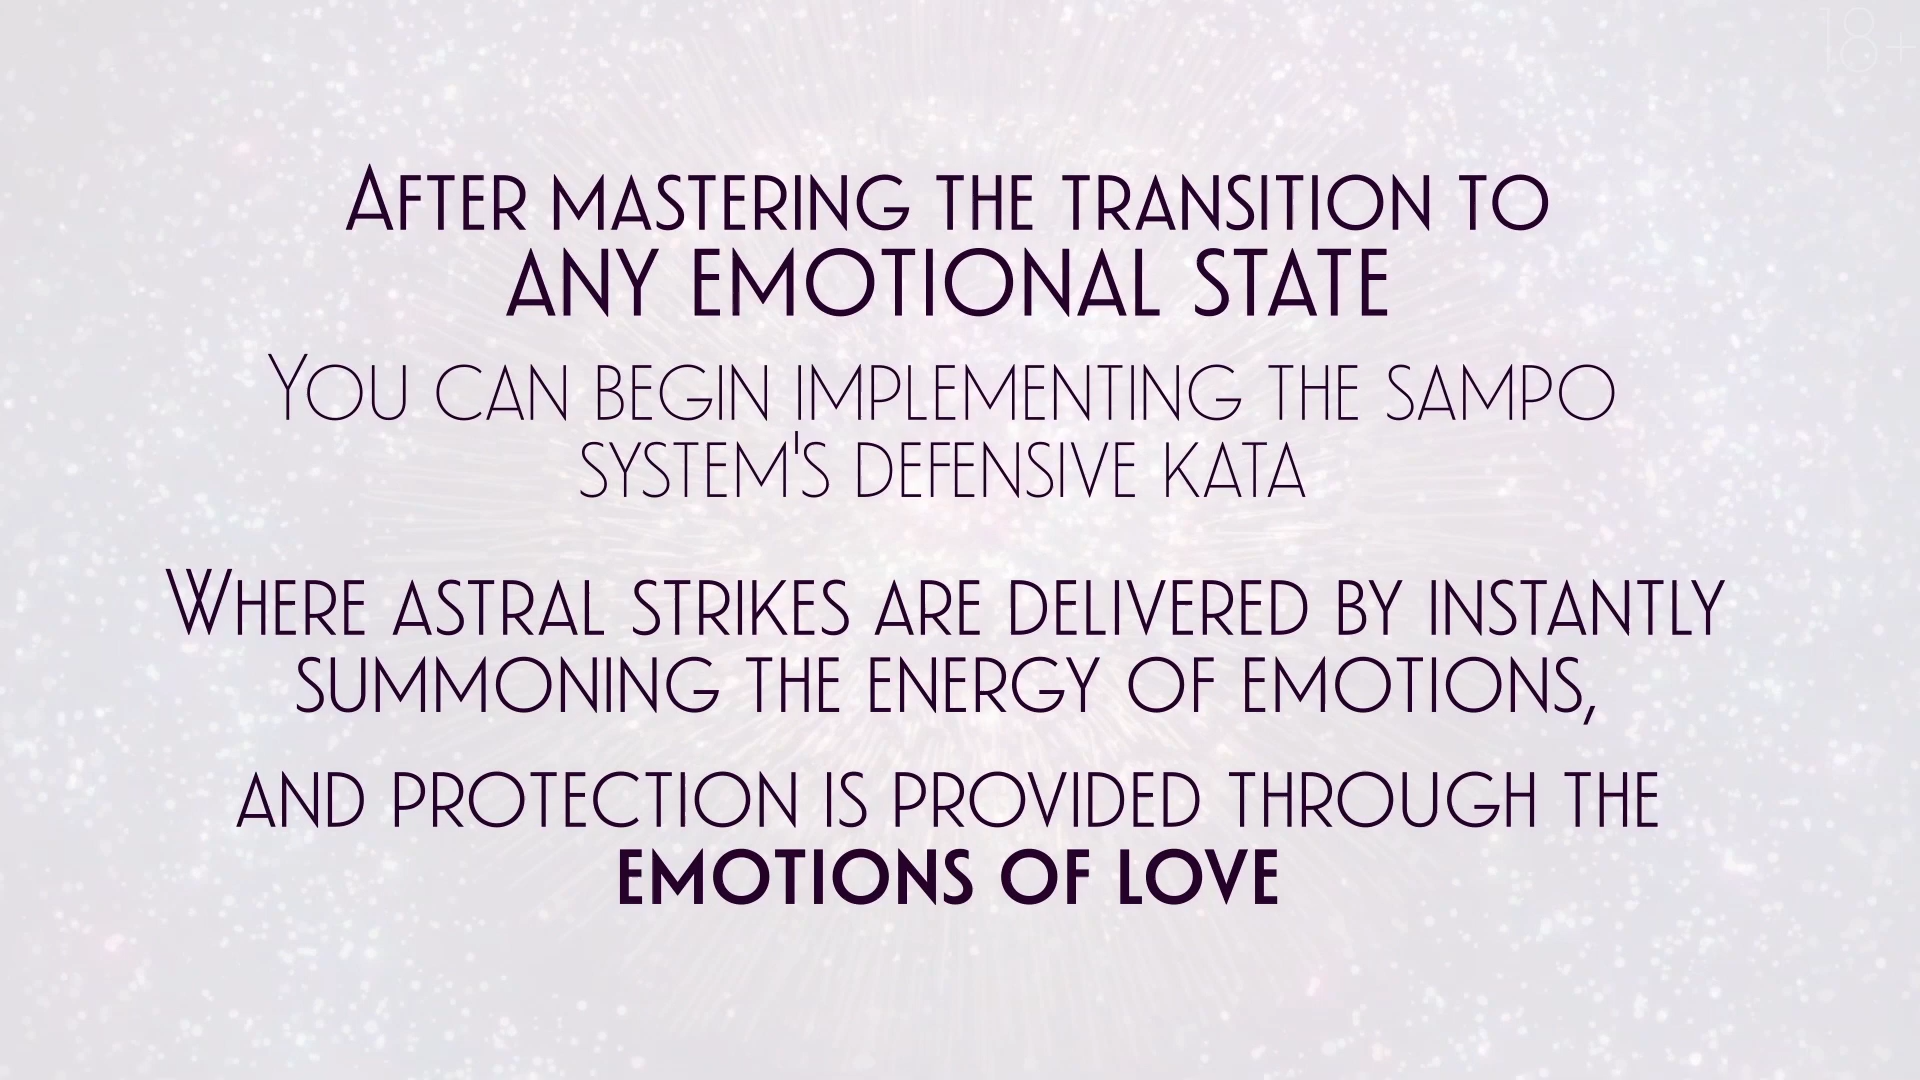 18+
After mastering the transition to
any emotional state
You can begin implementing the Sampo
system's defensive kata
Where astral strikes are delivered by instantly
summoning the energy of emotions,
and protection is provided through the
emotions of love